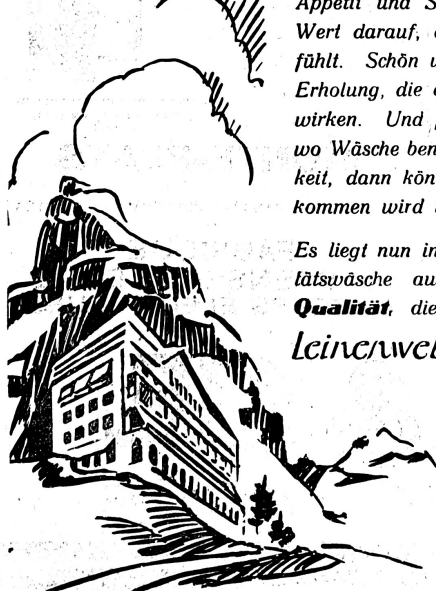 Appetit und S
Wert darauf,
fühlt. Schön
Erholung, die
wirken. Und
wo Wäsche ben
keit, dann kön
kommen wird
Es liegt nun in
tätswäsche au
Qualität, die
Leinenwe